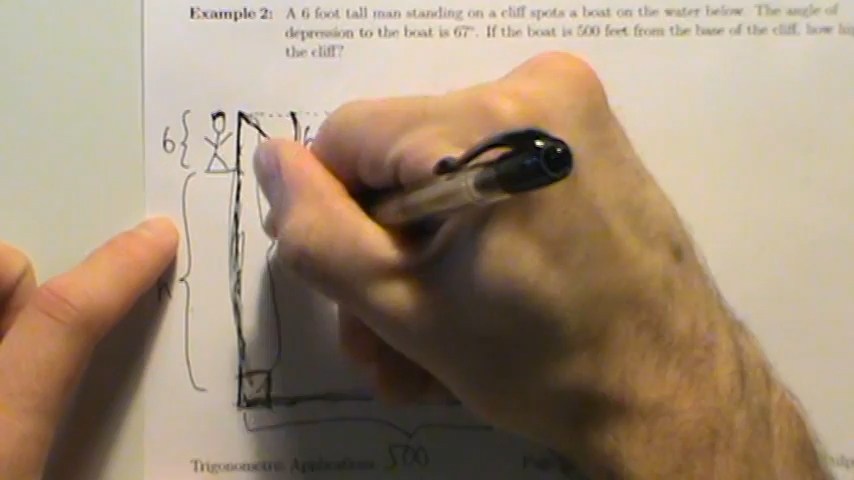 Example 2: A 6 foot tall man standing on a cliff spots a boat on the water below. The angle of
depression to the boat is 67°. If the boat is 500 feet from the base of the cliff, how
the cliff?
6
500
Trigonometric Applications